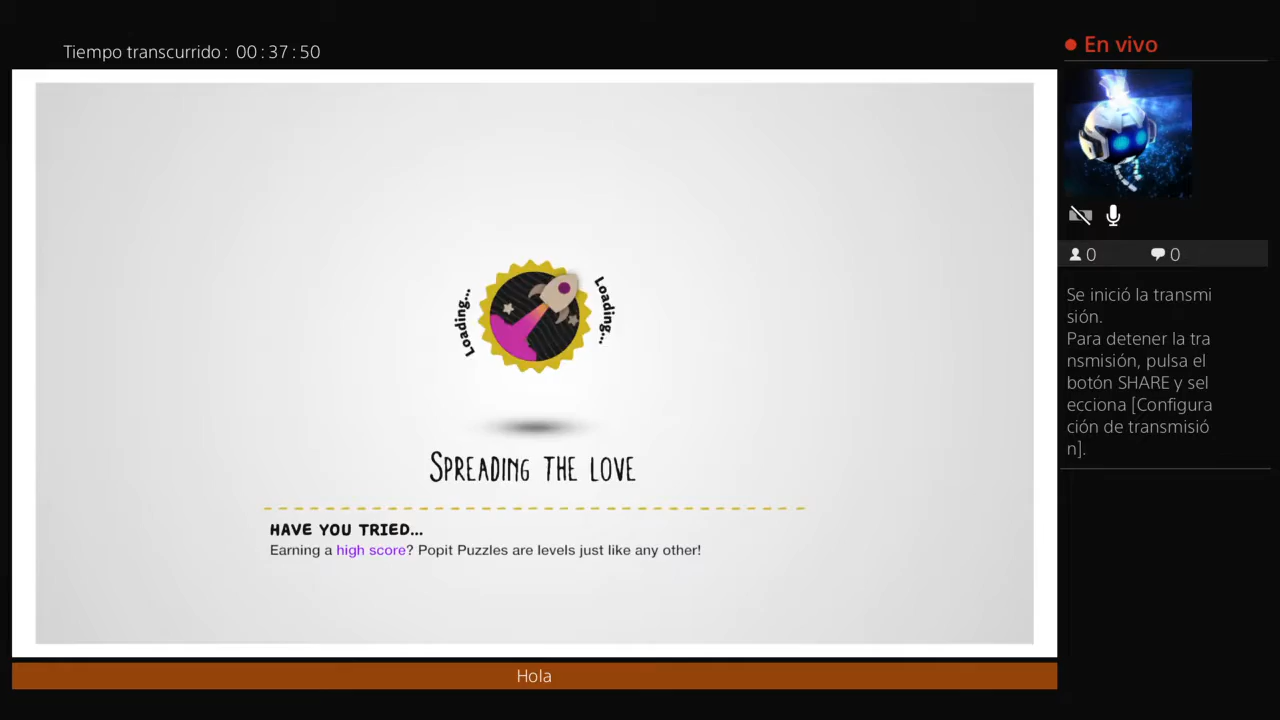 Tiempo transcurrido : 00 : 37 : 50
En vivo
0
0
Se inició la transmi
sión.
Para detener la tra
nsmisión, pulsa el
botón SHARE y sel
ecciona [Configura
ción de transmisió
n].
Loading...
Loading...
SPREADING THE LOVE
HAVE YOU TRIED...
Earning a high score? Popit Puzzles are levels just like any other!
Hola